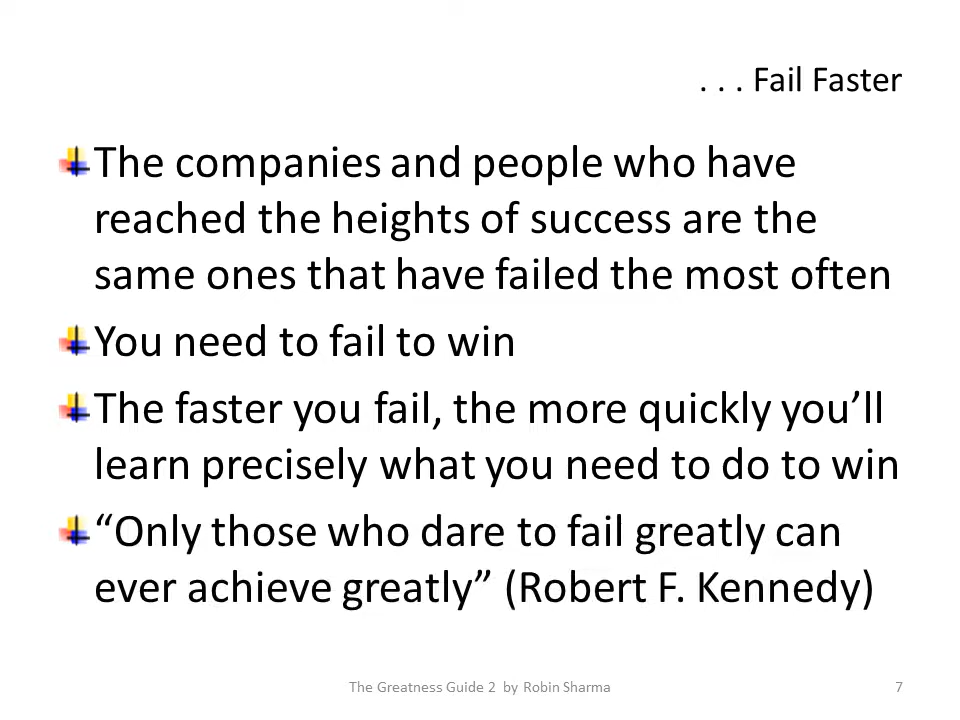 . . . Fail Faster
The companies and people who have
reached the heights of success are the
same ones that have failed the most often
You need to fail to win
The faster you fail, the more quickly you’ll
learn precisely what you need to do to win
“Only those who dare to fail greatly can
ever achieve greatly” (Robert F. Kennedy)
The Greatness Guide 2 by Robin Sharma
7